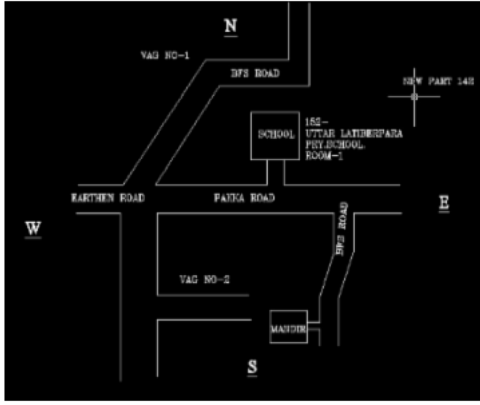 N
VAG NO-1
BFS ROAD
NEW PART 142
SCHOOL
152-
UTTAR LATIBERPARA
PRY.SCHOOL.
ROOM-1
EARTHEN ROAD
PAKKA ROAD
BFS ROAD
E
W
VAG NO-2
MANDIR
S